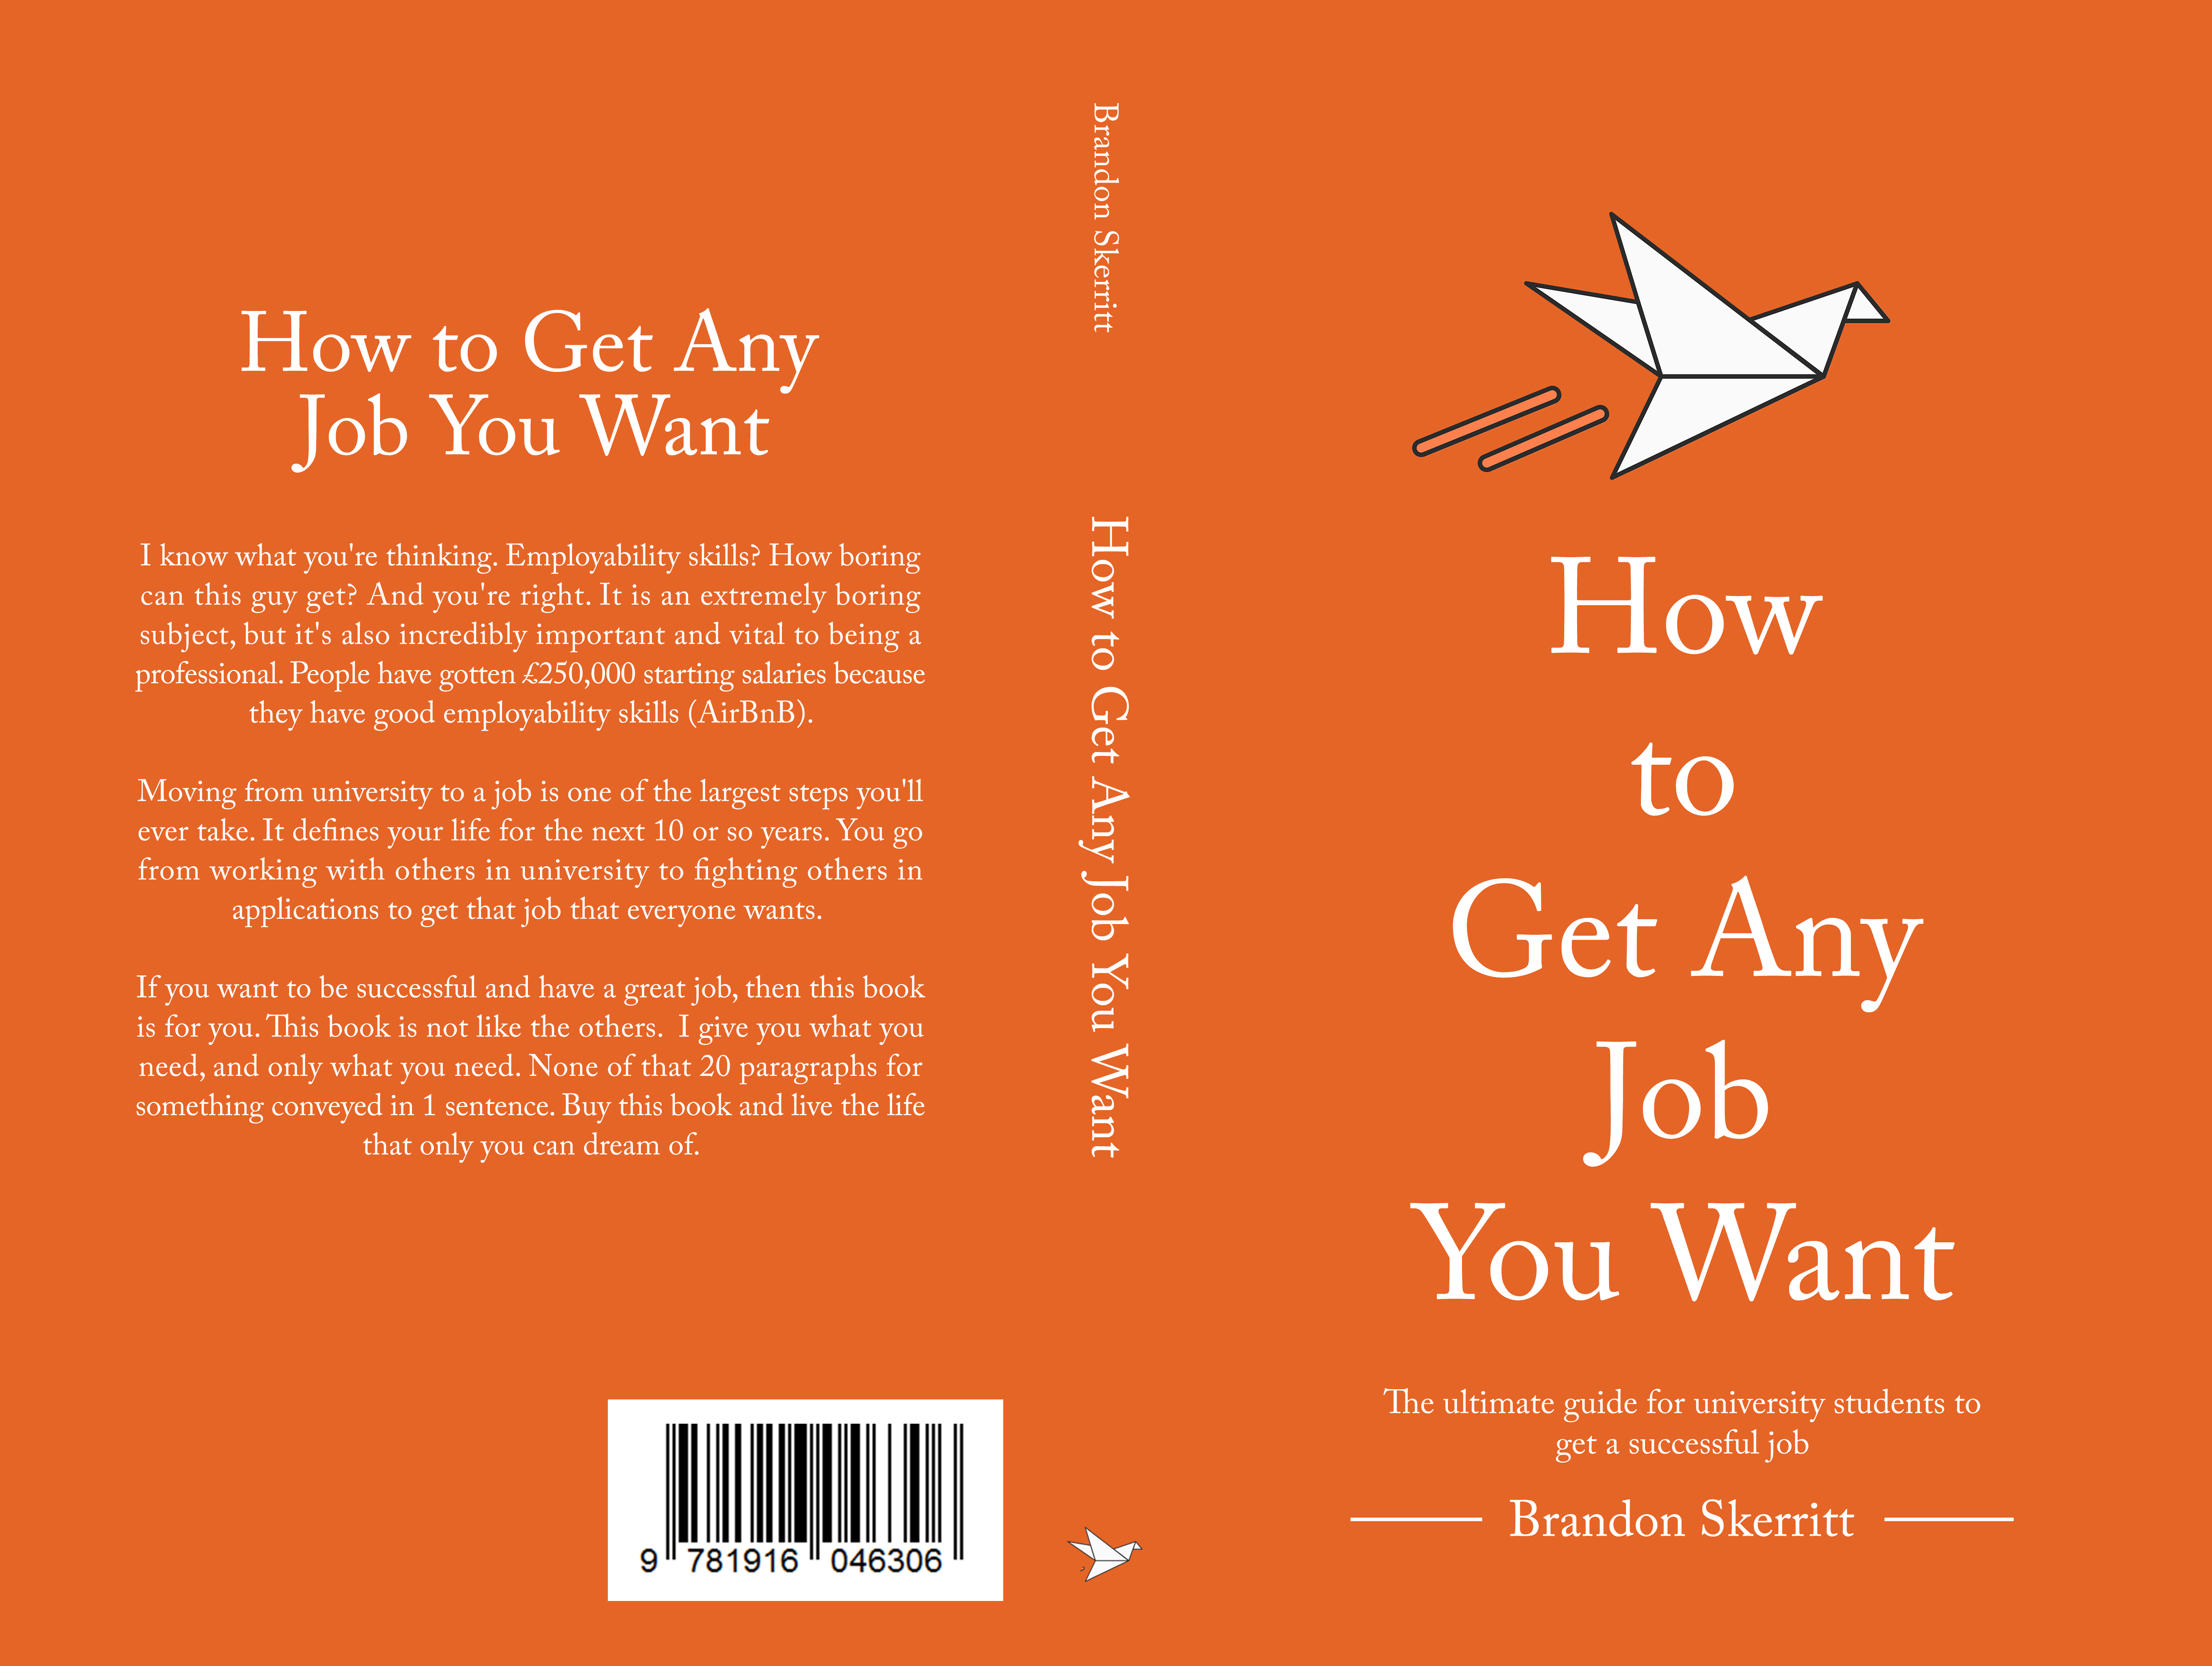 How to Get Any
Job You Want
I know what you're thinking. Employability skills? How boring
can this guy get? And you're right. It is an extremely boring
subject, but it's also incredibly important and vital to being a
professional. People have gotten £250,000 starting salaries because
they have good employability skills (AirBnB).
Moving from university to a job is one of the largest steps you'll
ever take. It defines your life for the next 10 or so years. You go
from working with others in university to fighting others in
applications to get that job that everyone wants.
If you want to be successful and have a great job, then this book
is for you. This book is not like the others.  I give you what you
need, and only what you need. None of that 20 paragraphs for
something conveyed in 1 sentence. Buy this book and live the life
that only you can dream of.
9 781916 046306
Brandon Skerritt
How to Get Any Job You Want
How
to
Get Any
Job
You Want
The ultimate guide for university students to
get a successful job
Brandon Skerritt